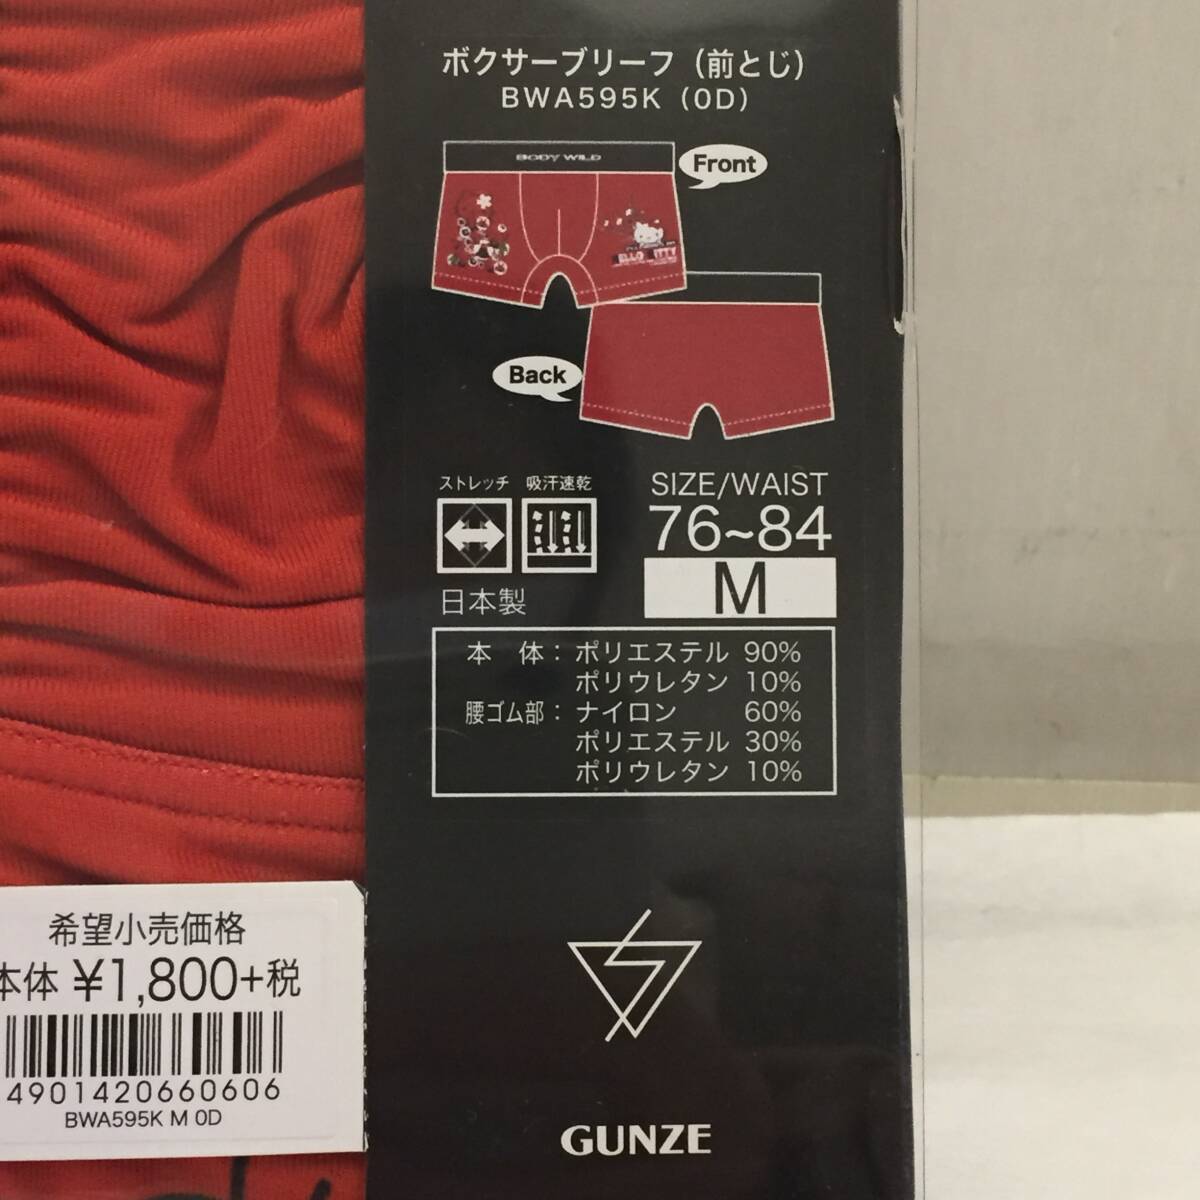 ボクサーブリーフ（前とじ）
BWA595K（0D）
BODY WILD
Front
HELLO KITTY
Back
ストレッチ 吸汗速乾
SIZE/WAIST
76~84
M
日本製
本 体：ポリエステル 90%
ポリウレタン 10%
腰ゴム部：ナイロン 60%
ポリエステル 30%
ポリウレタン 10%
希望小売価格
本体 ¥1,800+税
4901420660606
BWA595K M 0D
GUNZE